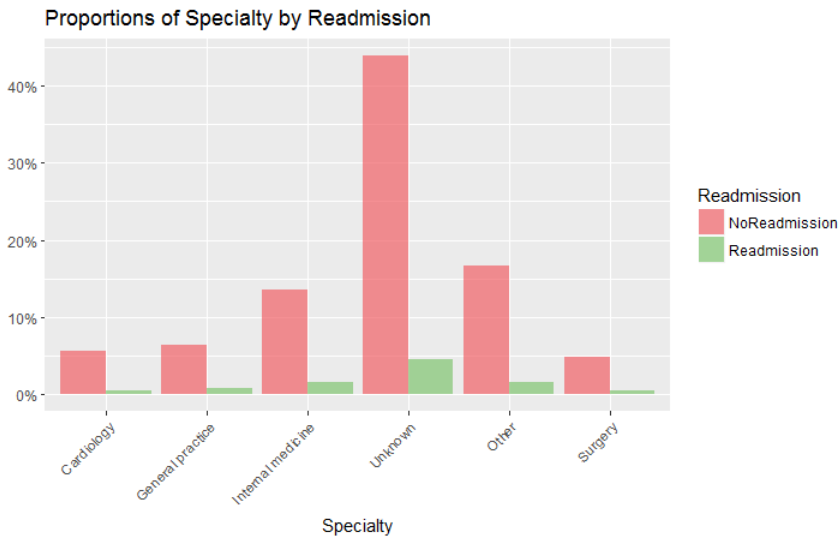 Proportions of Specialty by Readmission
40%
30%
20%
10%
0%
Cardiology
General practice
Internal medicine
Unknown
Other
Surgery
Specialty
Readmission
NoReadmission
Readmission